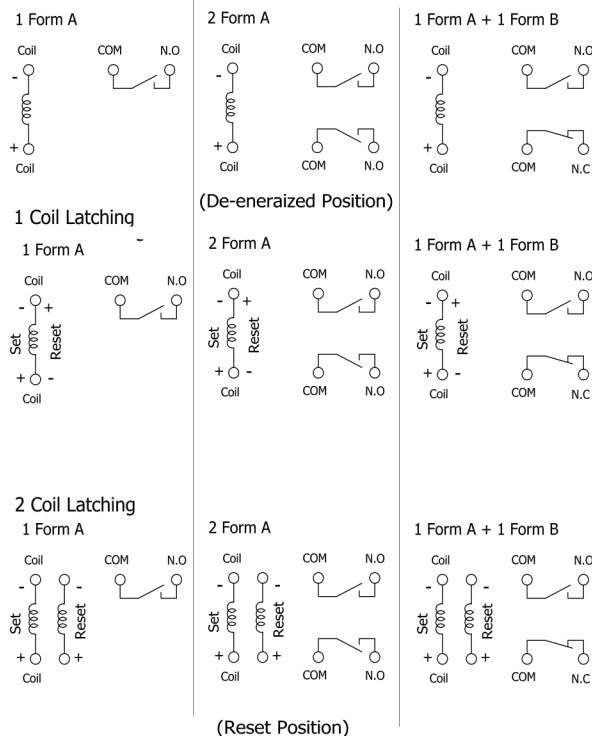 1 Form A
Coil COM N.O
-
+
Coil
2 Form A
Coil COM N.O
-
+
Coil COM N.O
1 Form A + 1 Form B
Coil COM N.O
-
+
Coil COM N.C
(De-eneraized Position)
1 Coil Latching
1 Form A
Coil COM N.O
- +
Set Reset
+ -
Coil
2 Form A
Coil COM N.O
- +
Set Reset
+ -
Coil COM N.O
1 Form A + 1 Form B
Coil COM N.O
- +
Set Reset
+ -
Coil COM N.C
2 Coil Latching
1 Form A
Coil COM N.O
- -
Set Reset
+ +
Coil
2 Form A
Coil COM N.O
- -
Set Reset
+ +
Coil COM N.O
1 Form A + 1 Form B
Coil COM N.O
- -
Set Reset
+ +
Coil COM N.C
(Reset Position)